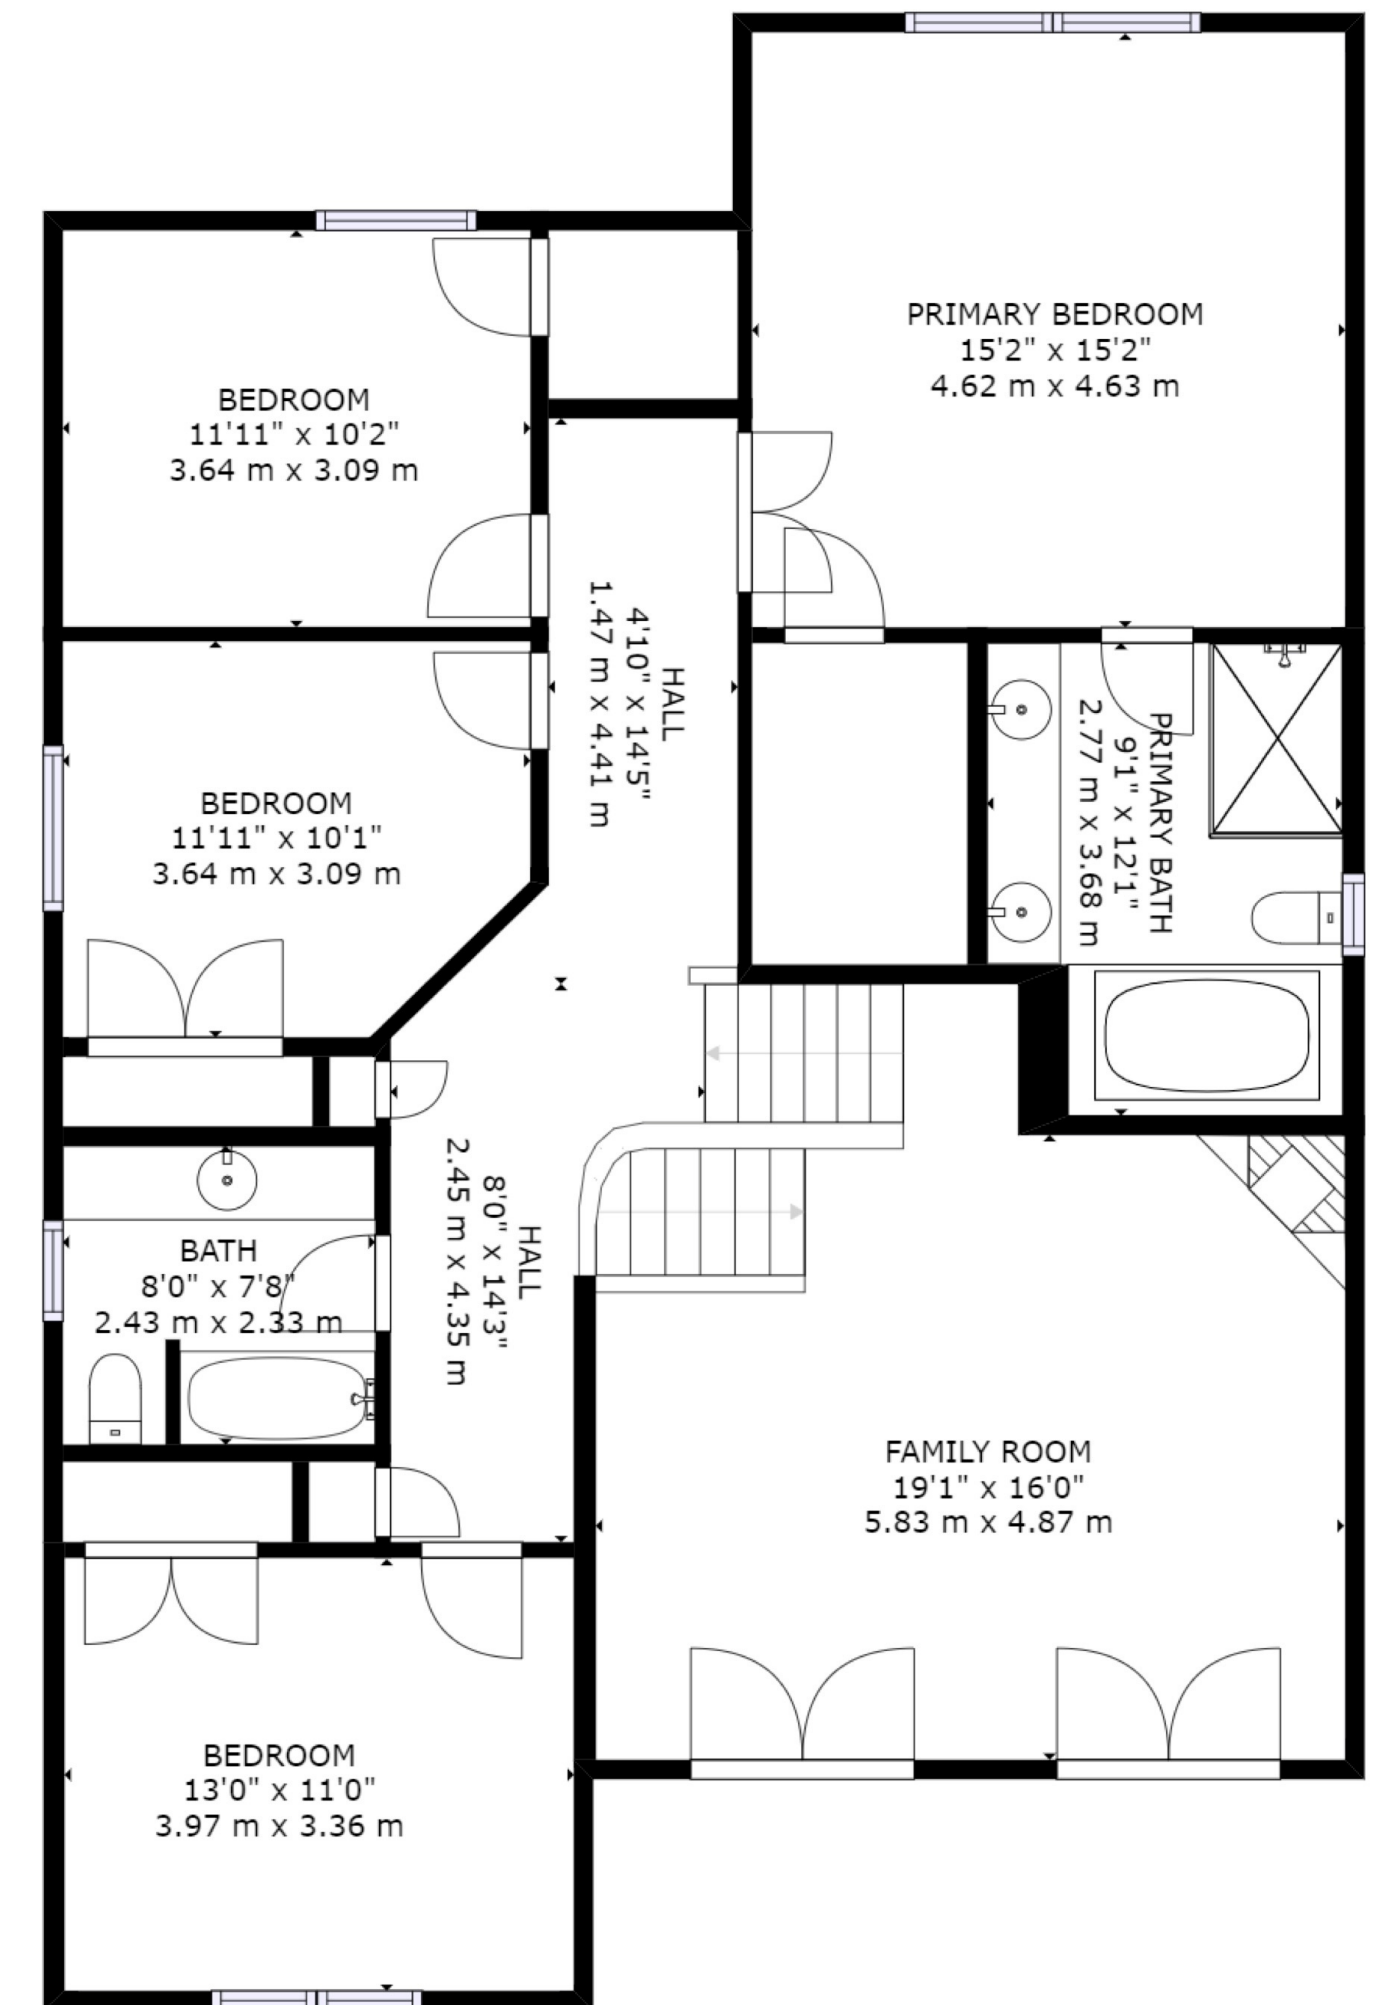 PRIMARY BEDROOM
15'2" x 15'2"
4.62 m x 4.63 m
BEDROOM
11'11" x 10'2"
3.64 m x 3.09 m
HALL
4'10" x 14'5"
1.47 m x 4.41 m
PRIMARY BATH
9'1" x 12'1"
2.77 m x 3.68 m
BEDROOM
11'11" x 10'1"
3.64 m x 3.09 m
BATH
8'0" x 7'8"
2.43 m x 2.33 m
HALL
8'0" x 14'3"
2.45 m x 4.35 m
FAMILY ROOM
19'1" x 16'0"
5.83 m x 4.87 m
BEDROOM
13'0" x 11'0"
3.97 m x 3.36 m